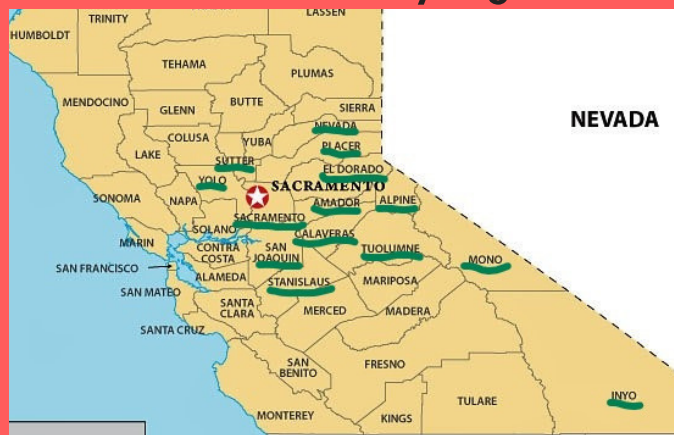 LASSEN
TRINITY
HUMBOLDT
TEHAMA
PLUMAS
MENDOCINO
GLENN
BUTTE
SIERRA
NEVADA
NEVADA
COLUSA
YUBA
PLACER
LAKE
SUTTER
EL DORADO
YOLO
SACRAMENTO
SONOMA
NAPA
AMADOR
ALPINE
SACRAMENTO
SOLANO
CALAVERAS
MARIN
CONTRA
COSTA
SAN
JOAQUIN
TUOLUMNE
MONO
SAN FRANCISCO
ALAMEDA
STANISLAUS
MARIPOSA
SAN MATEO
SANTA
CLARA
MERCED
MADERA
SANTA CRUZ
SAN
BENITO
FRESNO
TULARE
INYO
MONTEREY
KINGS